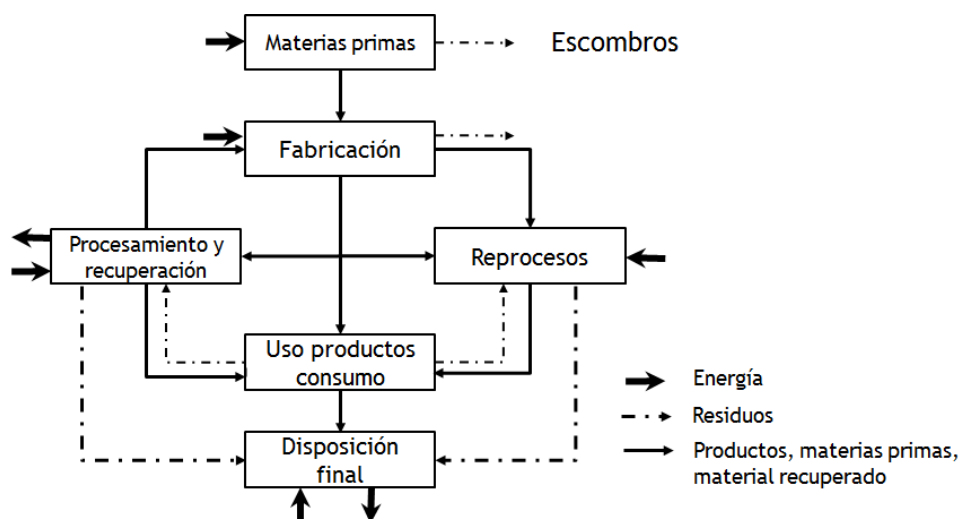 Materias primas
Escombros
Fabricación
Procesamiento y
recuperación
Reprocesos
Uso productos
consumo
Disposición
final
Energía
Residuos
Productos, materias primas,
material recuperado